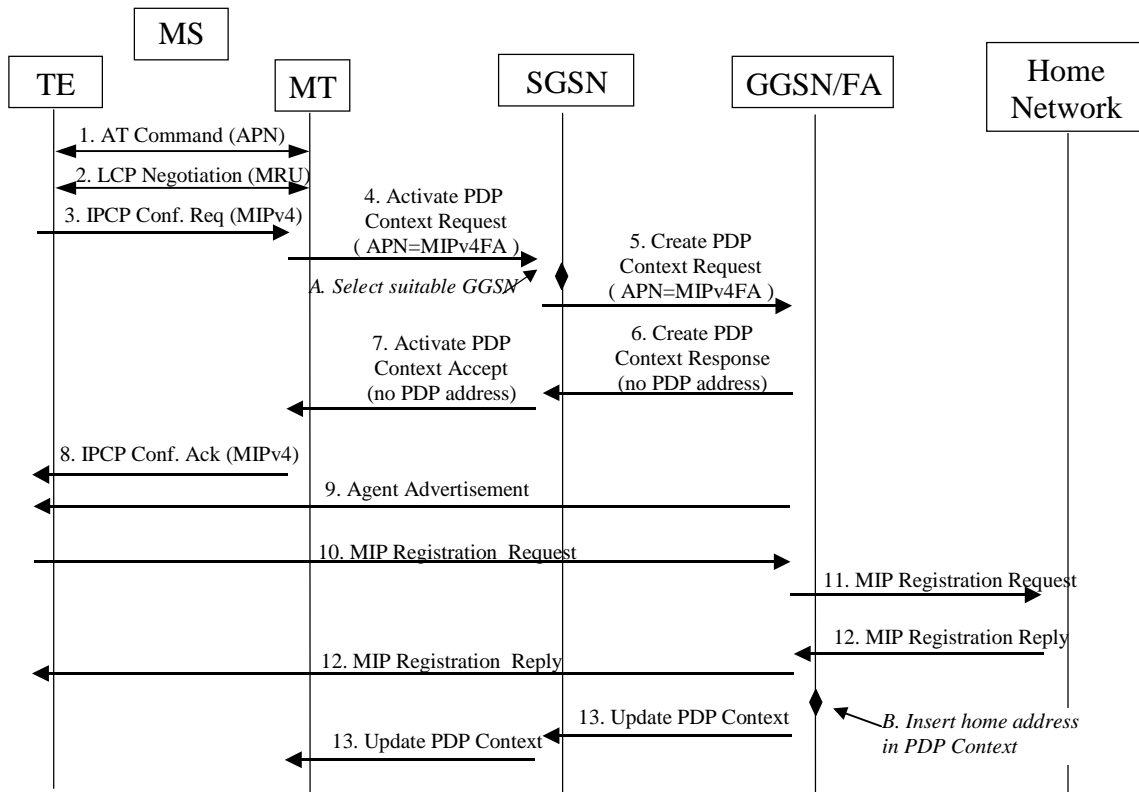 MS
TE
MT
SGSN
GGSN/FA
Home
Network
1. AT Command (APN)
2. LCP Negotiation (MRU)
3. IPCP Conf. Req (MIPv4)
4. Activate PDP
Context Request
( APN=MIPv4FA )
A. Select suitable GGSN
5. Create PDP
Context Request
( APN=MIPv4FA )
6. Create PDP
Context Response
(no PDP address)
7. Activate PDP
Context Accept
(no PDP address)
8. IPCP Conf. Ack (MIPv4)
9. Agent Advertisement
10. MIP Registration Request
11. MIP Registration Request
12. MIP Registration Reply
12. MIP Registration Reply
B. Insert home address
in PDP Context
13. Update PDP Context
13. Update PDP Context